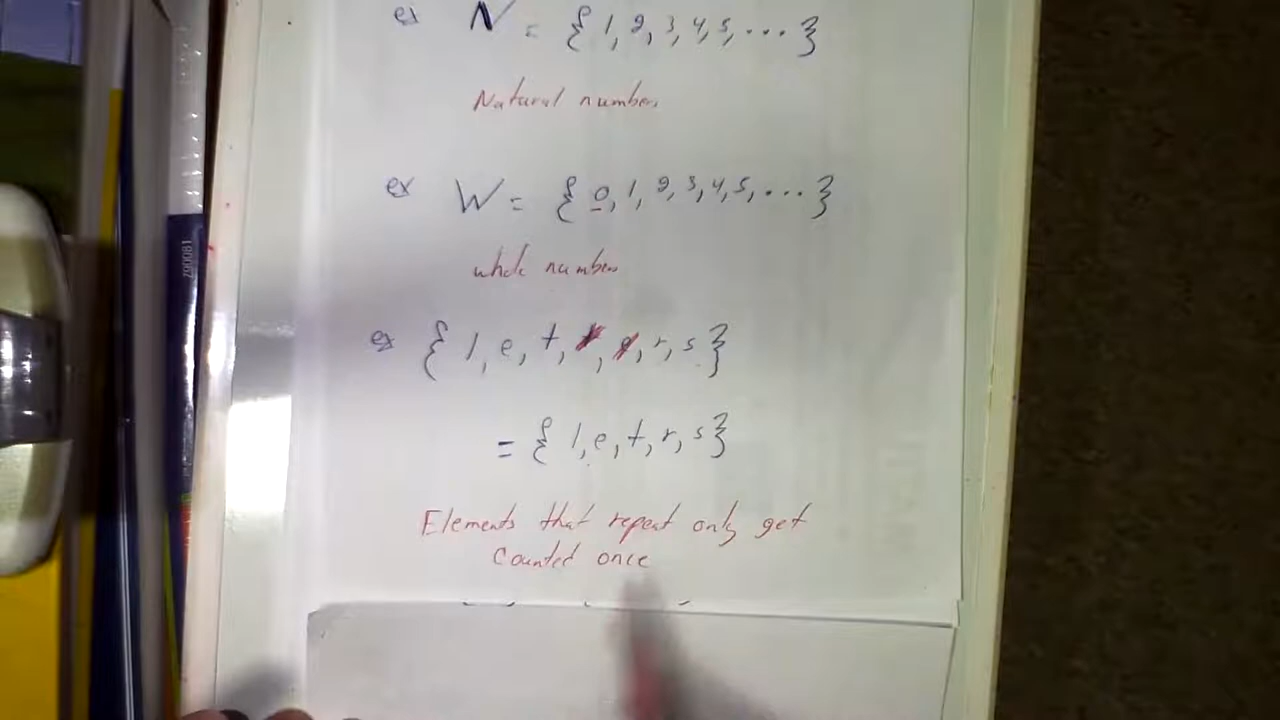 ex N = {1, 2, 3, 4, 5, ... }
Natural numbers
ex W = { 0, 1, 2, 3, 4, 5, ... }
whole numbers
ex { l, e, t, t, e, r, s }
= { l, e, t, r, s }
Elements that repeat only get
counted once